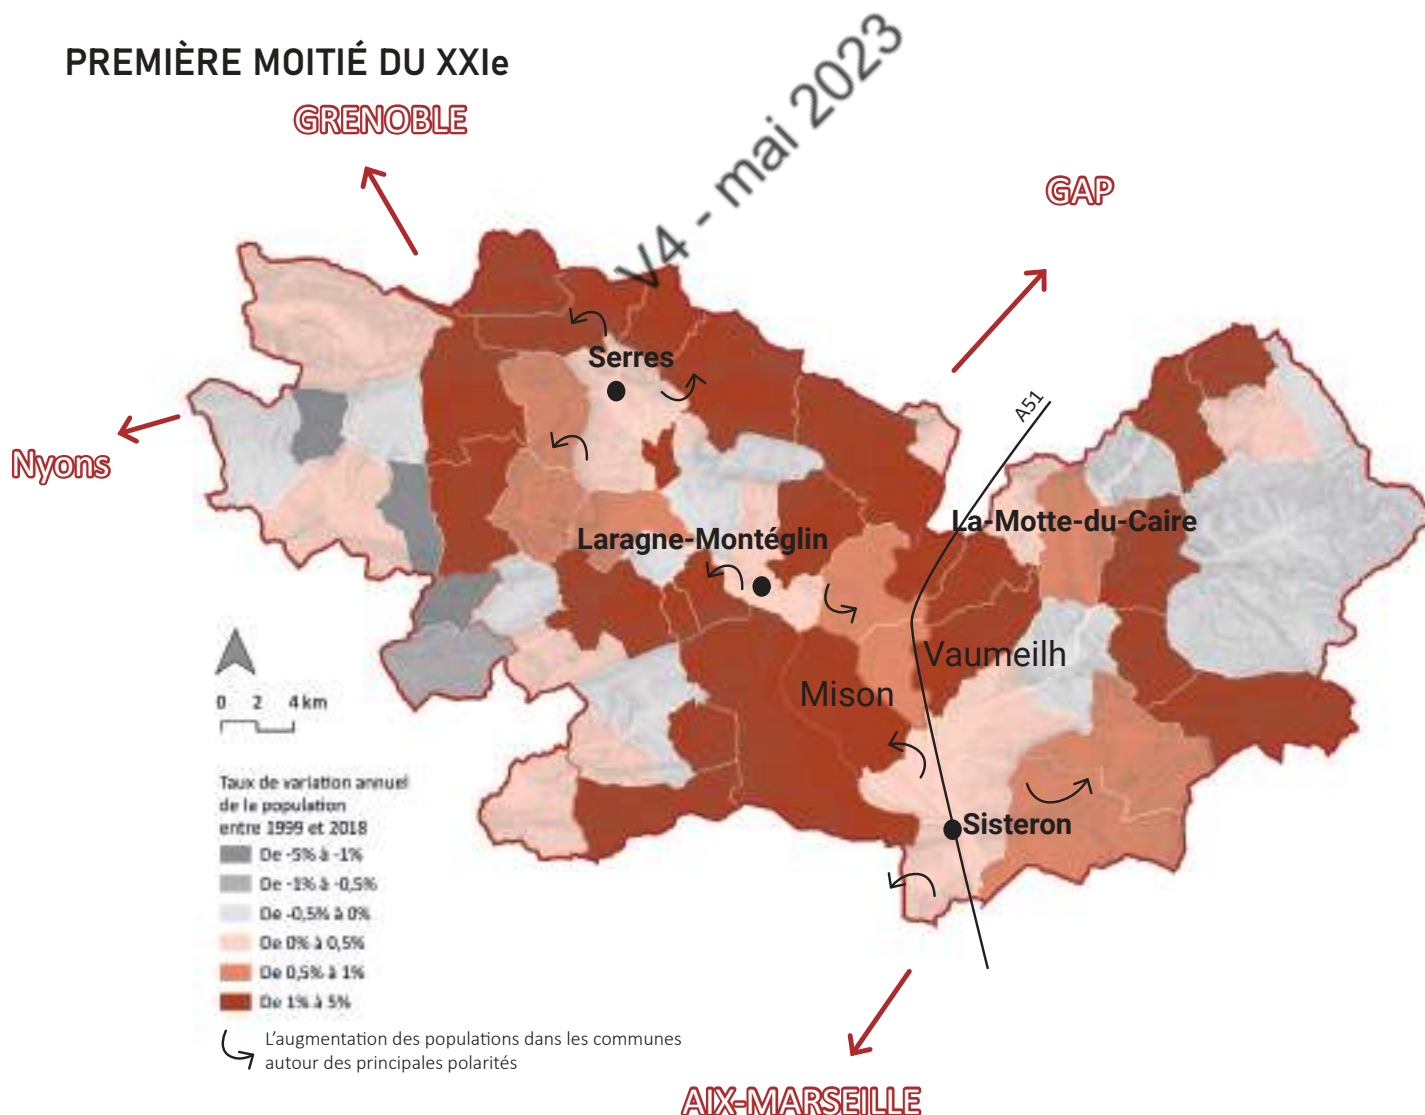 PREMIÈRE MOITIÉ DU XXIe
V4 - mai 2023
GRENOBLE
GAP
Serres
A51
Nyons
La-Motte-du-Caire
Laragne-Montéglin
Vaumeilh
Mison
0 2 4 km
Taux de variation annuel
de la population
entre 1999 et 2018
De -5% à -1%
De -1% à -0,5%
De -0,5% à 0%
De 0% à 0,5%
De 0,5% à 1%
De 1% à 5%
Sisteron
L'augmentation des populations dans les communes
autour des principales polarités
AIX-MARSEILLE